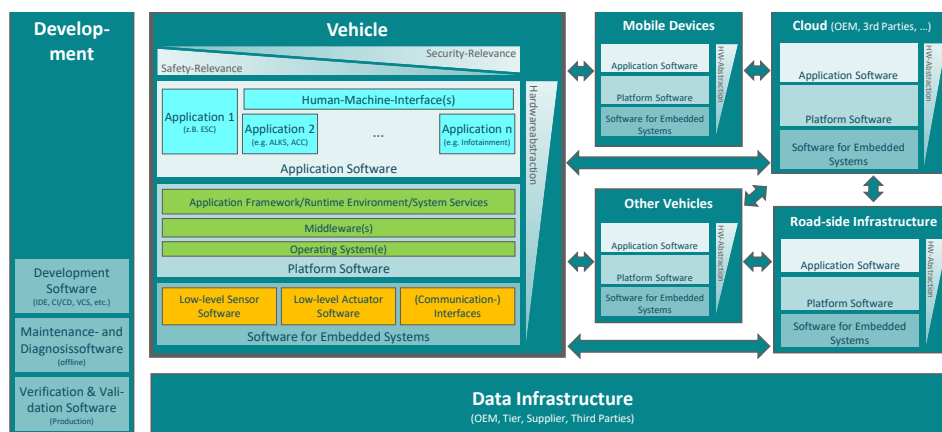 Develop-
ment
Development
Software
(IDE, CI/CD, VCS, etc.)
Maintenance- and
Diagnosissoftware
(offline)
Verification & Vali-
dation Software
(Production)
Vehicle
Security-Relevance
Safety-Relevance
Hardwareabstraction
Human-Machine-Interface(s)
Application 1
(z.B. ESC)
Application 2
(e.g. ALKS, ACC)
...
Application n
(e.g. Infotainment)
Application Software
Application Framework/Runtime Environment/System Services
Middleware(s)
Operating System(e)
Platform Software
Low-level Sensor
Software
Low-level Actuator
Software
(Communication-)
Interfaces
Software for Embedded Systems
Mobile Devices
Application Software
Platform Software
Software for Embedded
Systems
HW-Abstraction
Cloud (OEM, 3rd Parties, ...)
Application Software
Platform Software
Software for Embedded
Systems
HW-Abstraction
Other Vehicles
Application Software
Platform Software
Software for Embedded
Systems
HW-Abstraction
Road-side Infrastructure
Application Software
Platform Software
Software for Embedded
Systems
HW-Abstraction
Data Infrastructure
(OEM, Tier, Supplier, Third Parties)